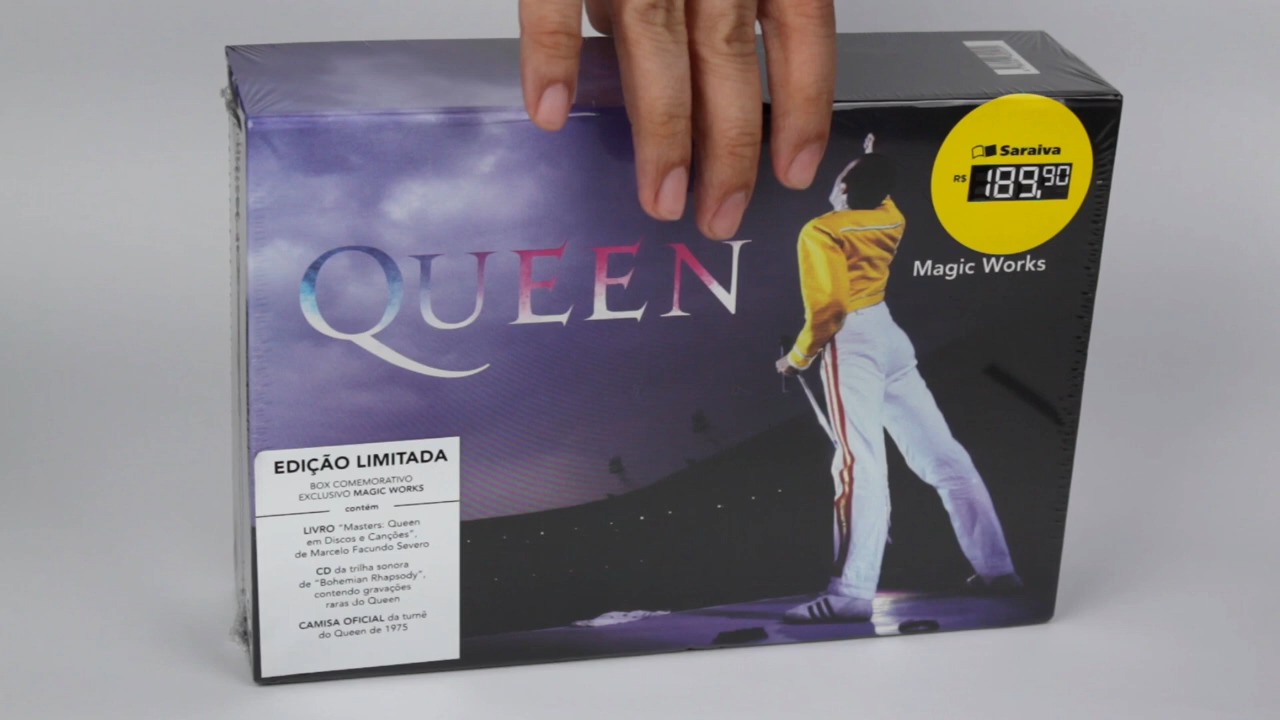 Saraiva
R$ 189,90
Magic Works
QUEEN
EDIÇÃO LIMITADA
BOX COMEMORATIVO
EXCLUSIVO MAGIC WORKS
contém
LIVRO "Masters: Queen
em Discos e Canções",
de Marcelo Facundo Severo
CD da trilha sonora
de "Bohemian Rhapsody",
contendo gravações
raras do Queen
CAMISA OFICIAL da turnê
do Queen de 1975